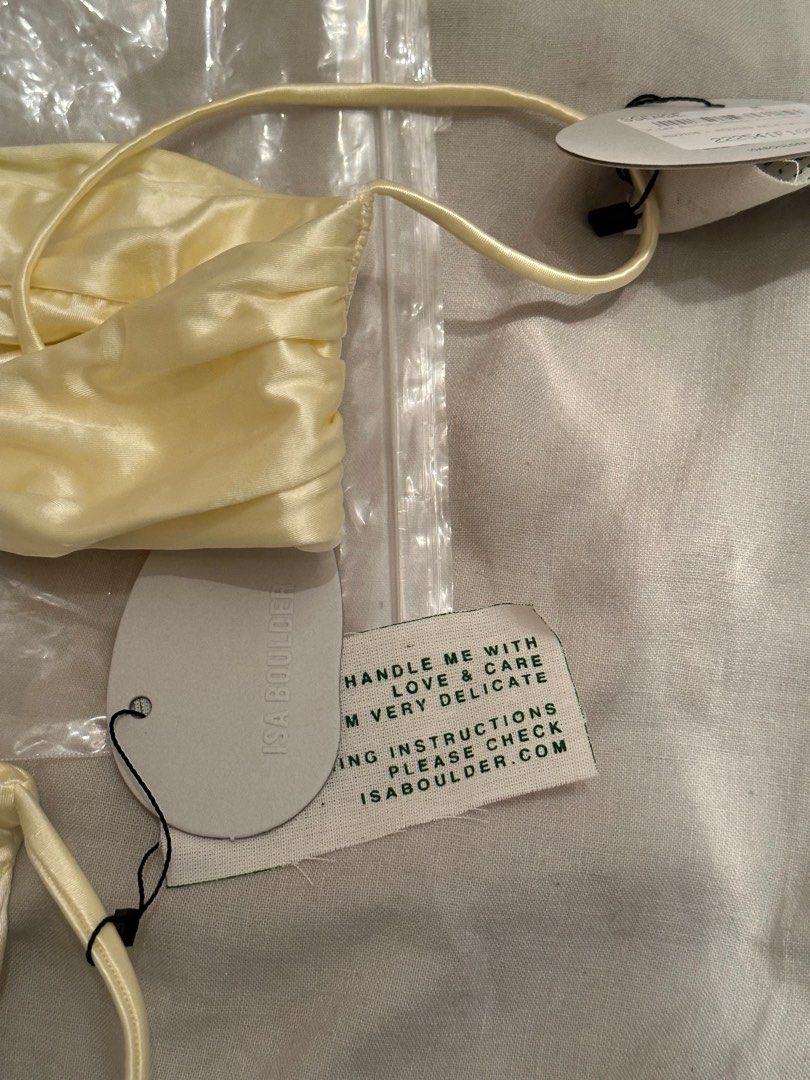 ISA BOULDER
HANDLE ME WITH
LOVE & CARE
M VERY DELICATE
ING INSTRUCTIONS
PLEASE CHECK
ISABOULDER.COM